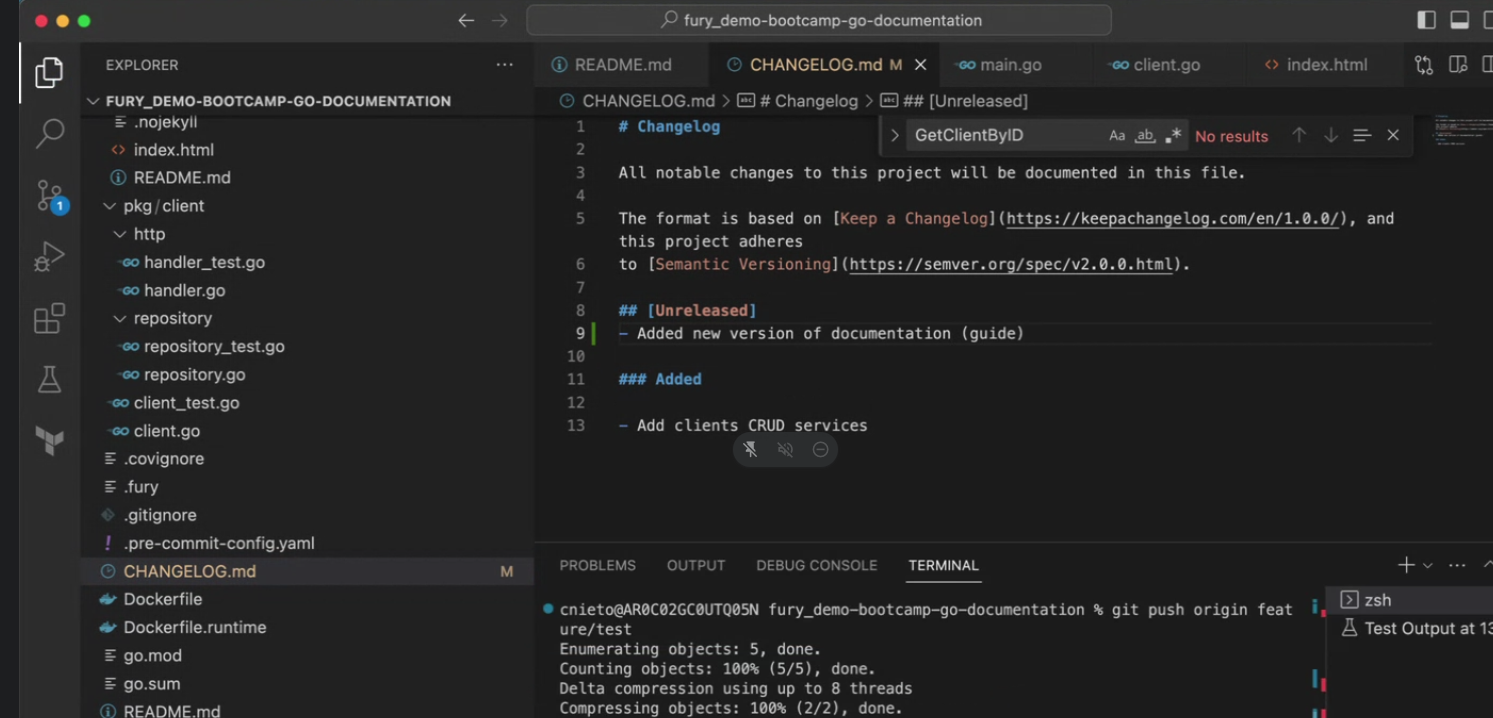 fury_demo-bootcamp-go-documentation
EXPLORER
FURY_DEMO-BOOTCAMP-GO-DOCUMENTATION
.nojekyll
index.html
README.md
pkg/client
http
handler_test.go
handler.go
repository
repository_test.go
repository.go
client_test.go
client.go
.covignore
.fury
.gitignore
.pre-commit-config.yaml
CHANGELOG.md M
Dockerfile
Dockerfile.runtime
go.mod
go.sum
README.md
1
README.md CHANGELOG.md M main.go client.go index.html
CHANGELOG.md > # Changelog > ## [Unreleased]
GetClientByID Aa ab .* No results
1 # Changelog
2
3 All notable changes to this project will be documented in this file.
4
5 The format is based on [Keep a Changelog](https://keepachangelog.com/en/1.0.0/), and
this project adheres
6 to [Semantic Versioning](https://semver.org/spec/v2.0.0.html).
7
8 ## [Unreleased]
9 - Added new version of documentation (guide)
10
11 ### Added
12
13 - Add clients CRUD services
PROBLEMS OUTPUT DEBUG CONSOLE TERMINAL
cnieto@AR0C02GC0UTQ05N fury_demo-bootcamp-go-documentation % git push origin feat
ure/test
Enumerating objects: 5, done.
Counting objects: 100% (5/5), done.
Delta compression using up to 8 threads
Compressing objects: 100% (2/2), done.
zsh
Test Output at 13